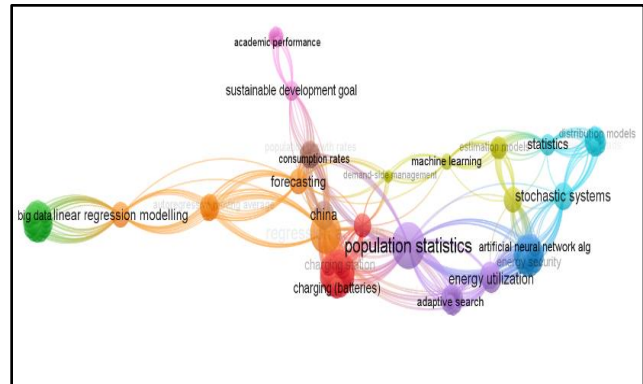 academic performance
sustainable development goal
consumption rates
forecasting
demand-side management
machine learning
estimation models
statistics
distribution models
big data
linear regression modelling
china
stochastic systems
population statistics
artificial neural network alg
energy security
charging station
charging (batteries)
energy utilization
adaptive search